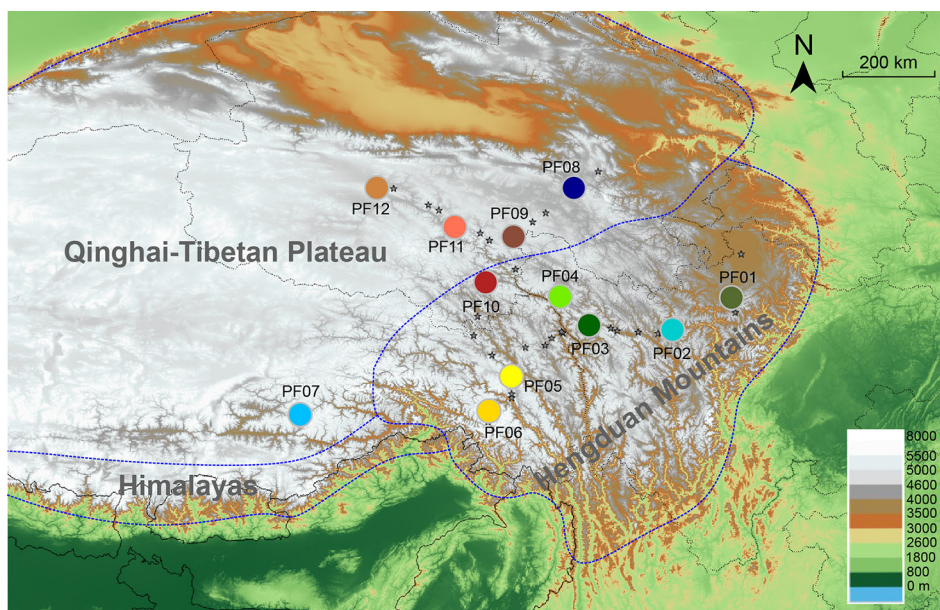 N
200 km
PF08
PF12
PF09
PF11
Qinghai-Tibetan Plateau
PF04
PF01
PF10
PF03
PF02
PF05
PF07
PF06
Hengduan Mountains
Himalayas
8000
5500
5000
4600
4000
3500
3000
2600
1800
800
0 m